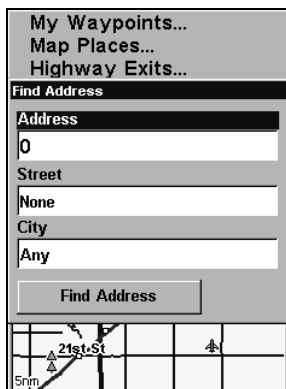 My Waypoints...
Map Places...
Highway Exits...
Find Address
Address
0
Street
None
City
Any
Find Address
21st St
5nm